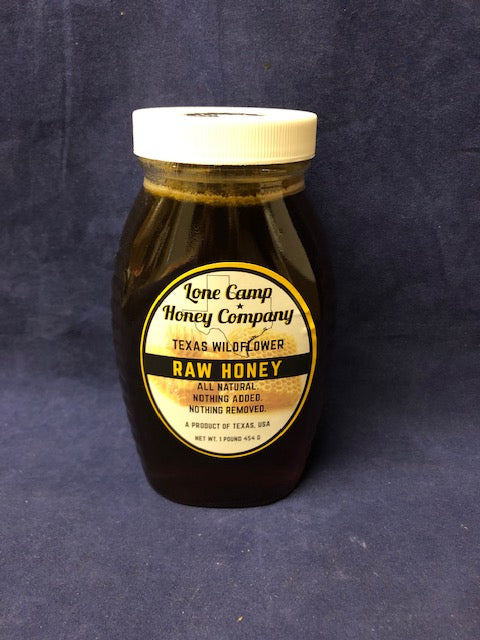 Lone Camp
Honey Company
TEXAS WILDFLOWER
RAW HONEY
ALL NATURAL.
NOTHING ADDED.
NOTHING REMOVED.
A PRODUCT OF TEXAS, USA
NET WT. 1 POUND 454 G